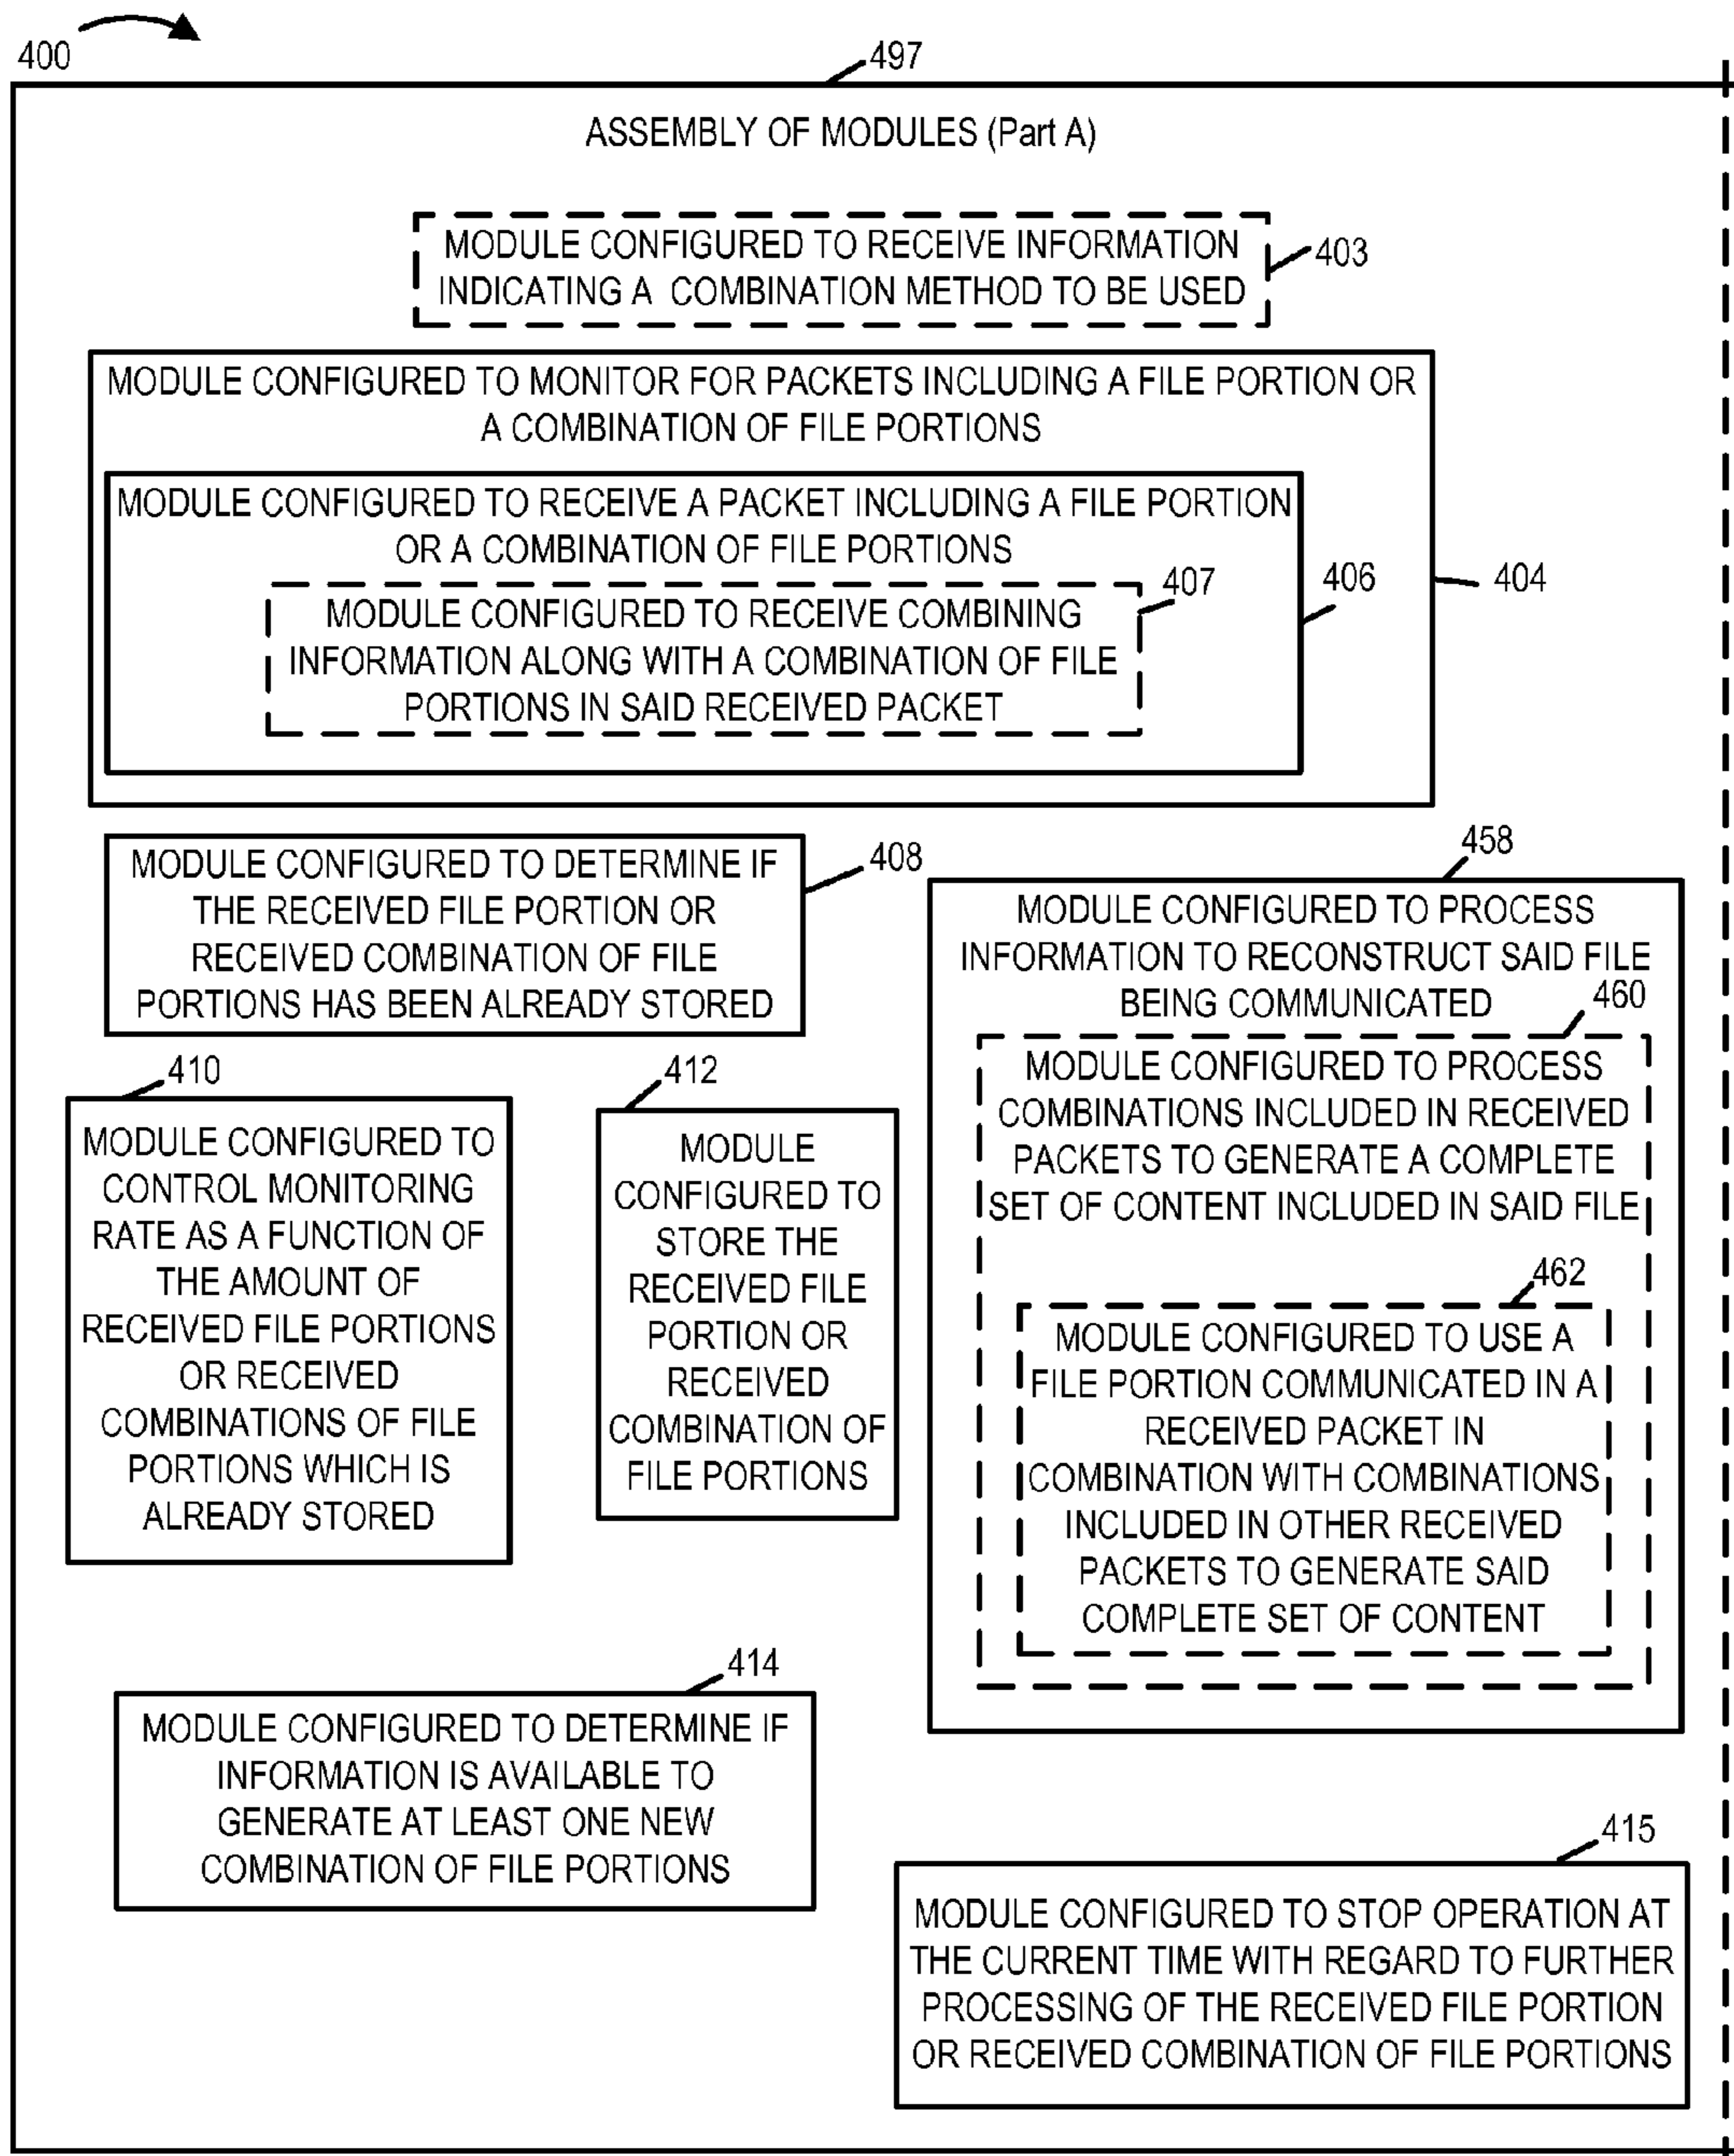 400
497
ASSEMBLY OF MODULES (Part A)
MODULE CONFIGURED TO RECEIVE INFORMATION
INDICATING A COMBINATION METHOD TO BE USED
403
MODULE CONFIGURED TO MONITOR FOR PACKETS INCLUDING A FILE PORTION OR
A COMBINATION OF FILE PORTIONS
MODULE CONFIGURED TO RECEIVE A PACKET INCLUDING A FILE PORTION
OR A COMBINATION OF FILE PORTIONS
MODULE CONFIGURED TO RECEIVE COMBINING
INFORMATION ALONG WITH A COMBINATION OF FILE
PORTIONS IN SAID RECEIVED PACKET
407
406
404
MODULE CONFIGURED TO DETERMINE IF
THE RECEIVED FILE PORTION OR
RECEIVED COMBINATION OF FILE
PORTIONS HAS BEEN ALREADY STORED
408
458
MODULE CONFIGURED TO PROCESS
INFORMATION TO RECONSTRUCT SAID FILE
BEING COMMUNICATED
460
MODULE CONFIGURED TO PROCESS
COMBINATIONS INCLUDED IN RECEIVED
PACKETS TO GENERATE A COMPLETE
SET OF CONTENT INCLUDED IN SAID FILE
462
MODULE CONFIGURED TO USE A
FILE PORTION COMMUNICATED IN A
RECEIVED PACKET IN
COMBINATION WITH COMBINATIONS
INCLUDED IN OTHER RECEIVED
PACKETS TO GENERATE SAID
COMPLETE SET OF CONTENT
410
MODULE CONFIGURED TO
CONTROL MONITORING
RATE AS A FUNCTION OF
THE AMOUNT OF
RECEIVED FILE PORTIONS
OR RECEIVED
COMBINATIONS OF FILE
PORTIONS WHICH IS
ALREADY STORED
412
MODULE
CONFIGURED TO
STORE THE
RECEIVED FILE
PORTION OR
RECEIVED
COMBINATION OF
FILE PORTIONS
414
MODULE CONFIGURED TO DETERMINE IF
INFORMATION IS AVAILABLE TO
GENERATE AT LEAST ONE NEW
COMBINATION OF FILE PORTIONS
415
MODULE CONFIGURED TO STOP OPERATION AT
THE CURRENT TIME WITH REGARD TO FURTHER
PROCESSING OF THE RECEIVED FILE PORTION
OR RECEIVED COMBINATION OF FILE PORTIONS